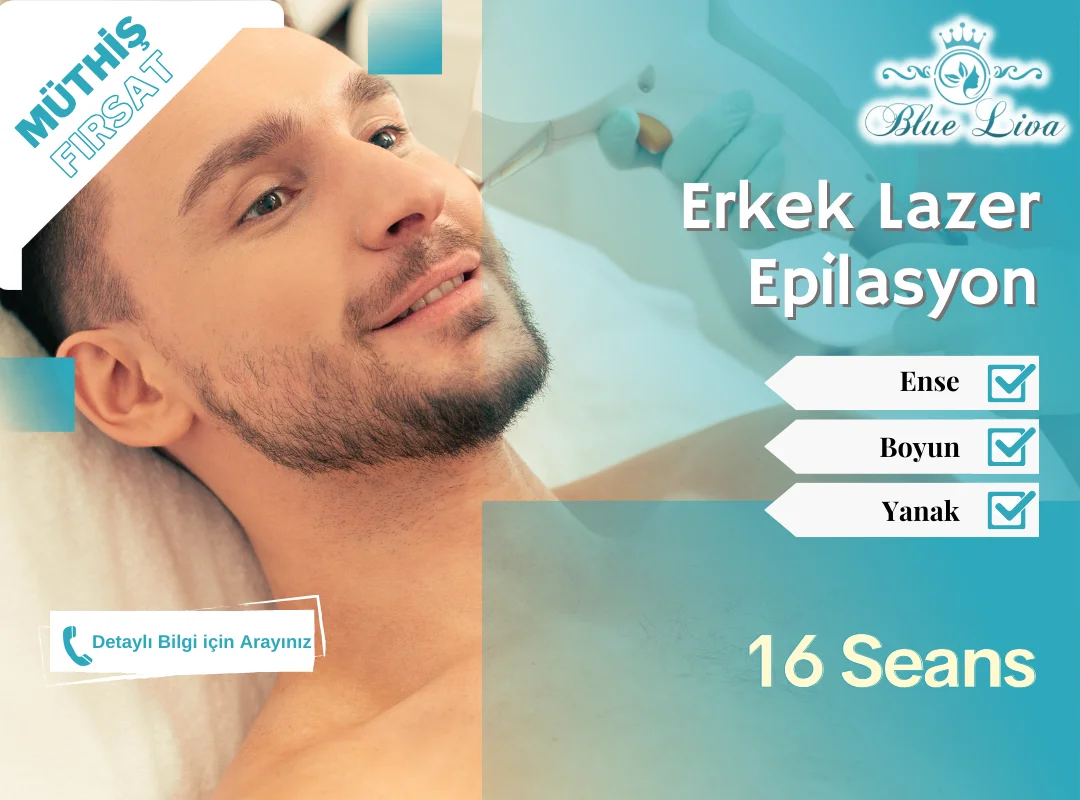 MÜTHİŞ
FIRSAT
Blue Liva
Erkek Lazer
Epilasyon
Ense
Boyun
Yanak
Detaylı Bilgi için Arayınız
16 Seans